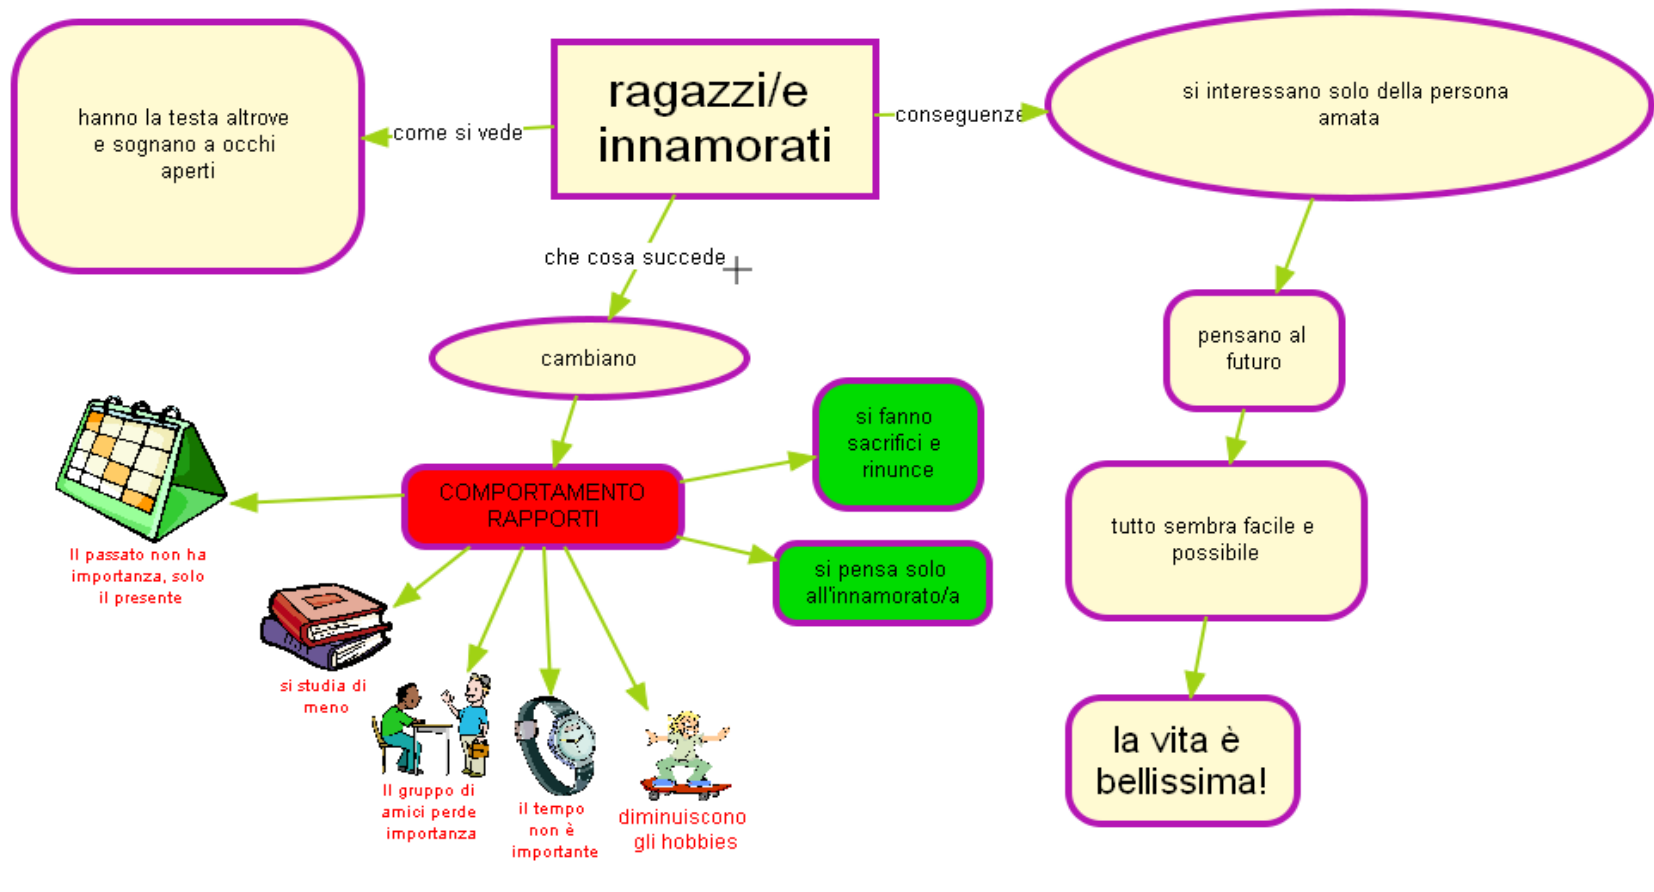 ragazzi/e
innamorati
come si vede
hanno la testa altrove
e sognano a occhi
aperti
conseguenze
si interessano solo della persona
amata
pensano al
futuro
tutto sembra facile e
possibile
la vita è
bellissima!
che cosa succede
cambiano
COMPORTAMENTO
RAPPORTI
si fanno
sacrifici e
rinunce
si pensa solo
all'innamorato/a
Il passato non ha
importanza, solo
il presente
si studia di
meno
Il gruppo di
amici perde
importanza
il tempo
non è
importante
diminuiscono
gli hobbies